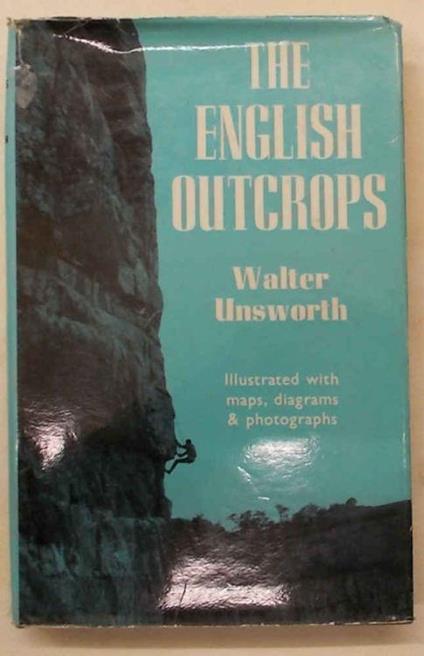 THE
ENGLISH
OUTCROPS
Walter
Unsworth
Illustrated with
maps, diagrams
& photographs